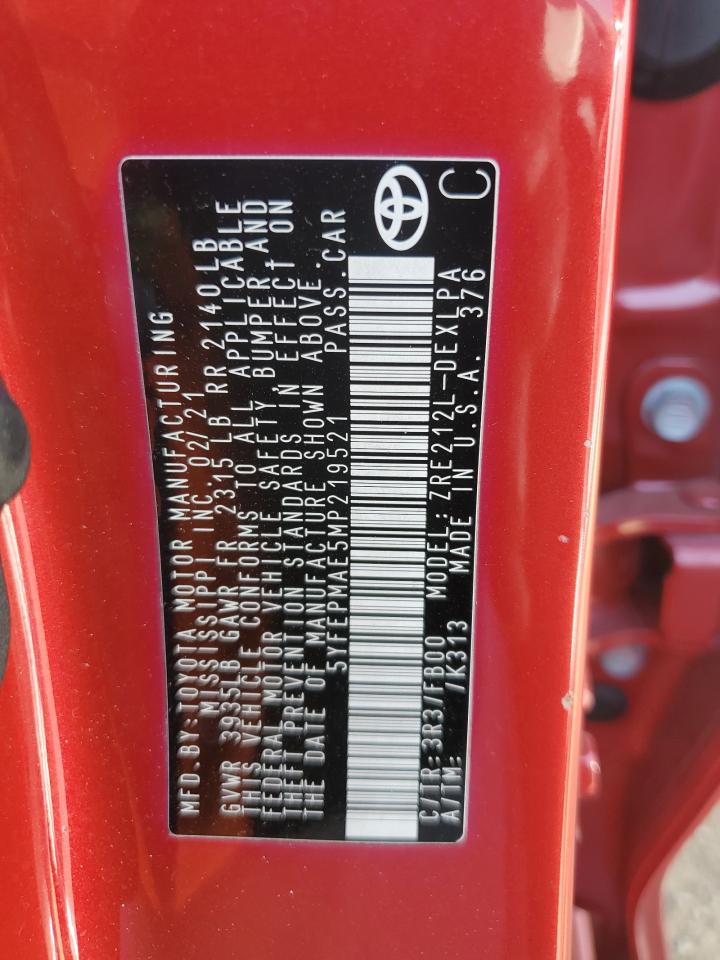 MFD.BY:TOYOTA MOTOR MANUFACTURING
MISSISSIPPI INC.02/21
GVWR 3935LB GAWR FR 2315 LB RR 2140LB
THIS VEHICLE CONFORMS TO ALL APPLICABLE
FEDERAL MOTOR VEHICLE SAFETY, BUMPER AND
THEFT PREVENTION STANDARDS IN EFFECT ON
THE DATE OF MANUFACTURE SHOWN ABOVE.
5YFEPMAE5MP219521 PASS.CAR
C/TR:3R3/FB00 MODEL:ZRE212L-DEXLPA
A/TM: /K313 MADE IN U.S.A. 376
C